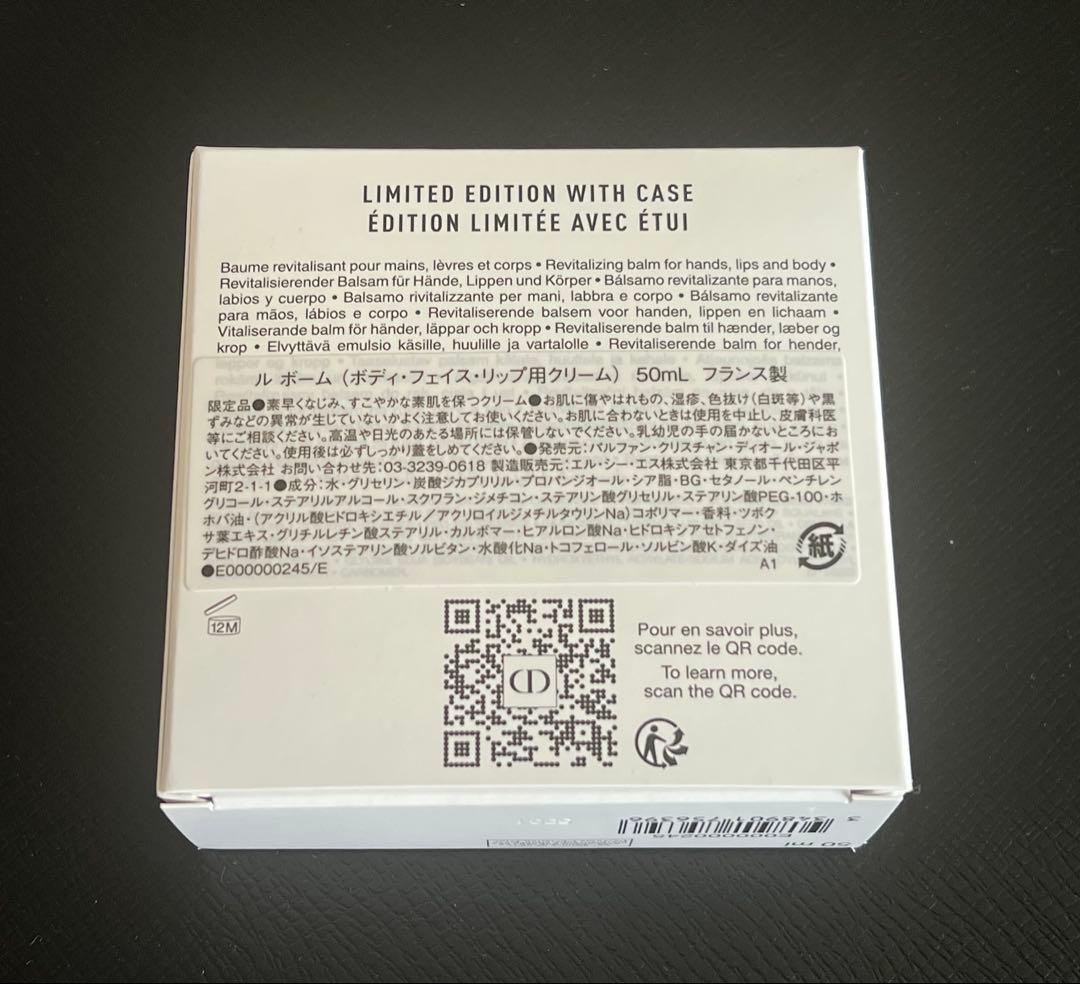 LIMITED EDITION WITH CASE
ÉDITION LIMITÉE AVEC ÉTUI
Baume revitalisant pour mains, lèvres et corps • Revitalizing balm for hands, lips and body •
Revitalisierender Balsam für Hände, Lippen und Körper • Bálsamo revitalizante para manos,
labios y cuerpo • Balsamo rivitalizzante per mani, labbra e corpo • Bálsamo revitalizante
para mãos, lábios e corpo • Revitaliserende balsem voor handen, lippen en lichaam •
Vitaliserande balm för händer, läppar och kropp • Revitaliserende balm til hænder, læber og
krop • Elvyttävä emulsio käsille, huulille ja vartalolle • Revitaliserende balm for hender,
ル ボーム（ボディ・フェイス・リップ用クリーム） 50mL フランス製
限定品●素早くなじみ、すこやかな素肌を保つクリーム●お肌に傷やはれもの、湿疹、色抜け(白斑等)や黒
ずみなどの異常が生じていないかよく注意してお使いください。お肌に合わないときは使用を中止し、皮膚科医
等にご相談ください。高温や日光のあたる場所には保管しないでください。乳幼児の手の届かないところにお
いてください。使用後は必ずしっかり蓋をしめてください。●発売元:パルファン・クリスチャン・ディオール・ジャポ
ン株式会社 お問い合わせ先:03-3239-0618 製造販売元:エル・シー・エス株式会社 東京都千代田区平
河町2-1-1●成分:水・グリセリン・炭酸ジカプリリル・プロパンジオール・シア脂・BG・セタノール・ペンチレン
グリコール・ステアリルアルコール・スクワラン・ジメチコン・ステアリン酸グリセリル・ステアリン酸PEG-100・ホ
ホバ油・(アクリル酸ヒドロキシエチル／アクリロイルジメチルタウリンNa)コポリマー・香料・ツボク
サ葉エキス・グリチルレチン酸ステアリル・カルボマー・ヒアルロン酸Na・ヒドロキシアセトフェノン・
デヒドロ酢酸Na・イソステアリン酸ソルビタン・水酸化Na・トコフェロール・ソルビン酸K・ダイズ油
●E000000245/E
A1
紙
12M
CD
Pour en savoir plus,
scannez le QR code.
To learn more,
scan the QR code.
E000000245
50 ml